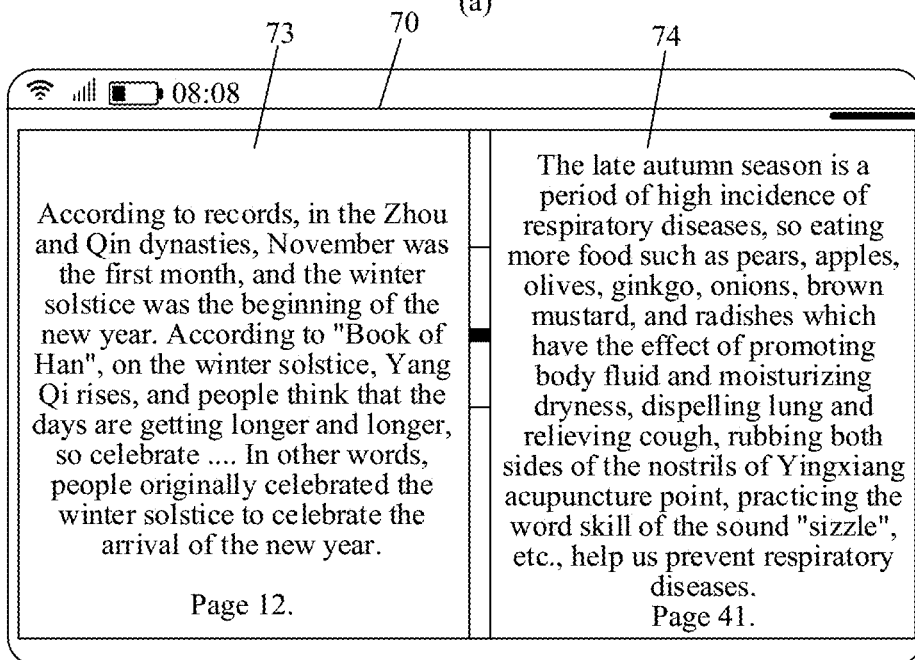 (a)
73
70
74
08:08
According to records, in the Zhou
and Qin dynasties, November was
the first month, and the winter
solstice was the beginning of the
new year. According to "Book of
Han", on the winter solstice, Yang
Qi rises, and people think that the
days are getting longer and longer,
so celebrate .... In other words,
people originally celebrated the
winter solstice to celebrate the
arrival of the new year.
Page 12.
The late autumn season is a
period of high incidence of
respiratory diseases, so eating
more food such as pears, apples,
olives, ginkgo, onions, brown
mustard, and radishes which
have the effect of promoting
body fluid and moisturizing
dryness, dispelling lung and
relieving cough, rubbing both
sides of the nostrils of Yingxiang
acupuncture point, practicing the
word skill of the sound "sizzle",
etc., help us prevent respiratory
diseases.
Page 41.